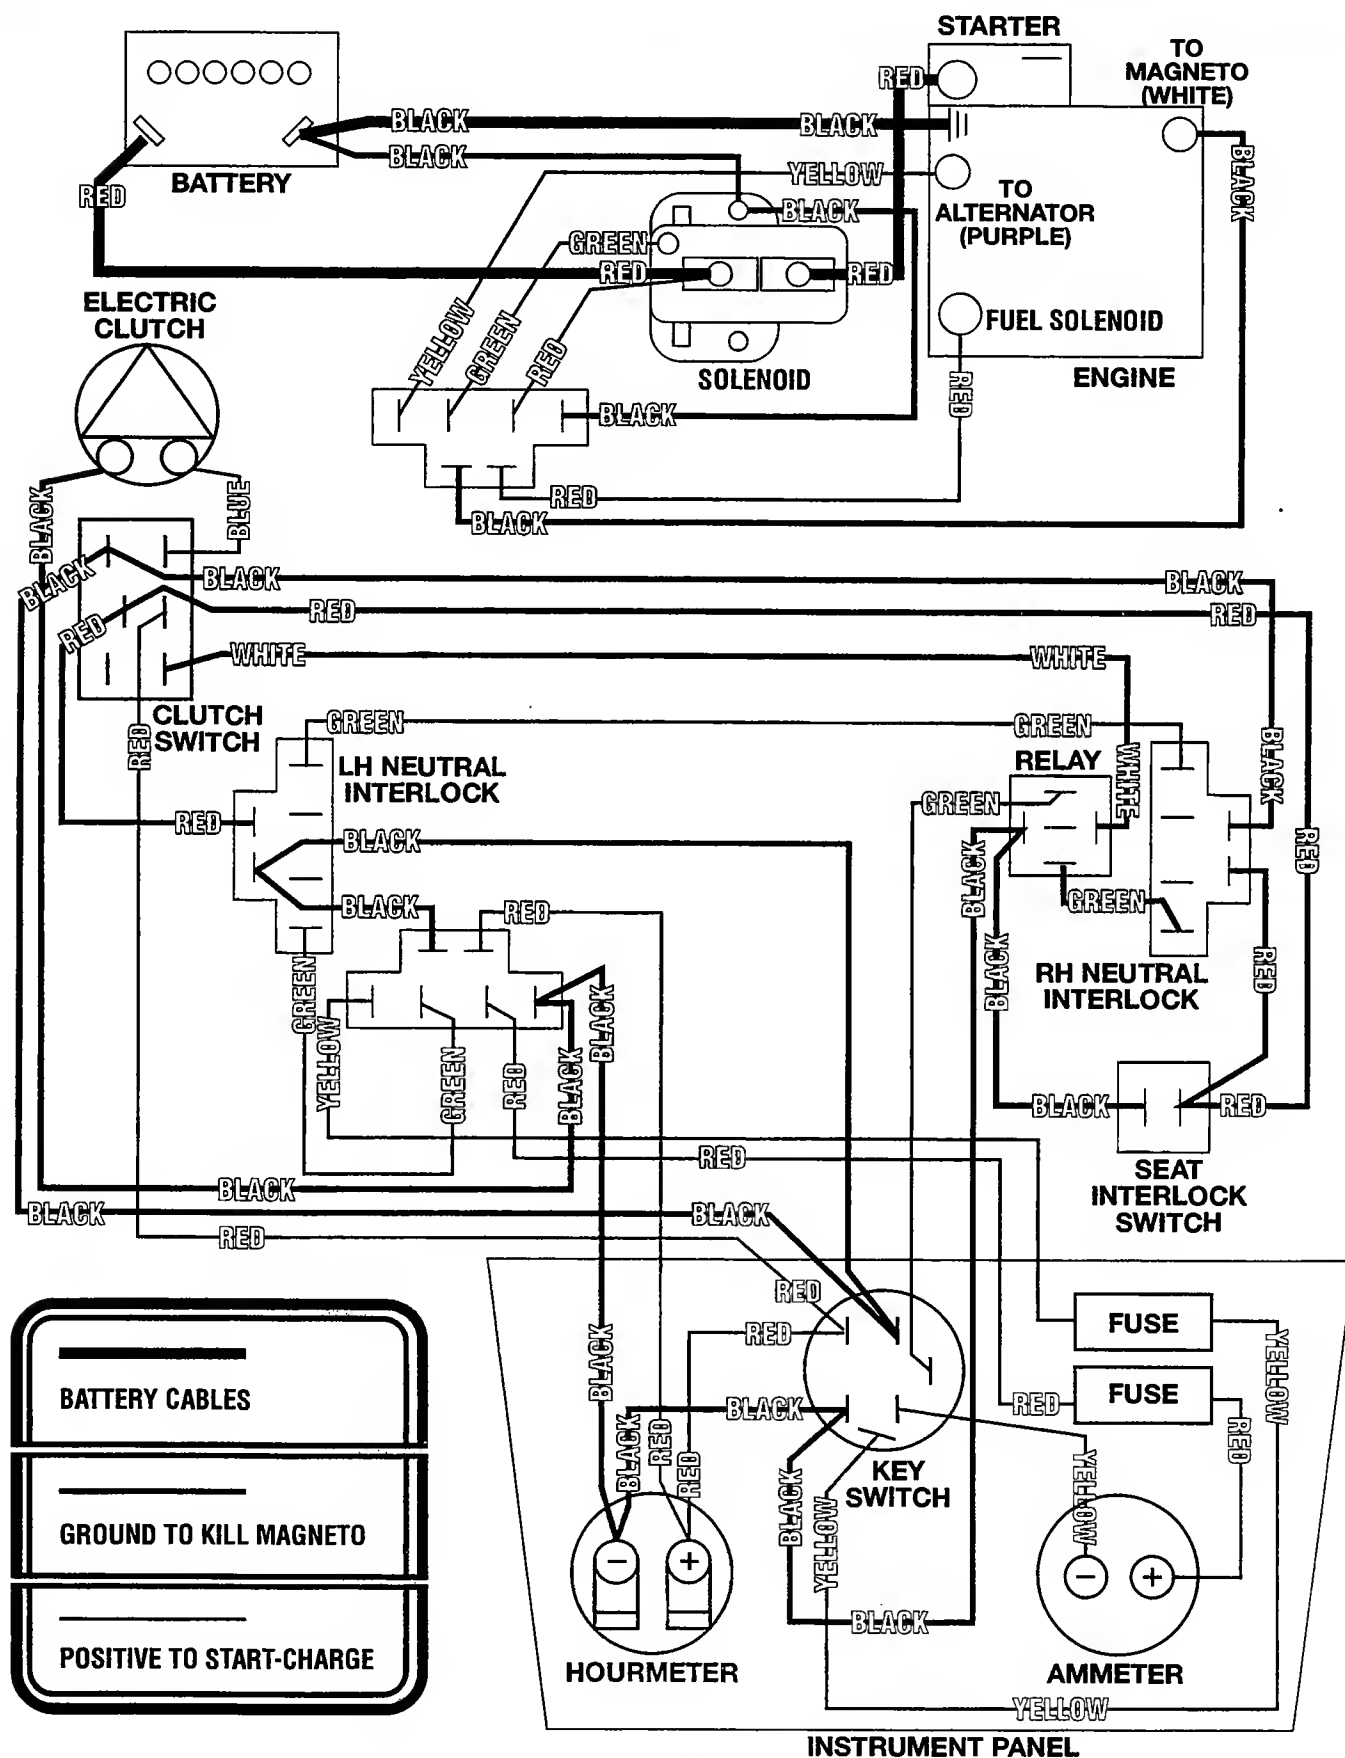 STARTER
TO
MAGNETO
(WHITE)
RED
BLACK
BLACK
BLACK
YELLOW
BLACK
BATTERY
RED
TO
ALTERNATOR
(PURPLE)
BLACK
GREEN
RED
RED
ELECTRIC
CLUTCH
YELLOW
GREEN
RED
FUEL SOLENOID
SOLENOID
ENGINE
RED
BLACK
BLACK
BLUE
RED
BLACK
BLACK
BLACK
BLACK
RED
RED
RED
WHITE
WHITE
CLUTCH
SWITCH
RED
GREEN
GREEN
LH NEUTRAL
INTERLOCK
RELAY
WHITE
BLACK
GREEN
RED
BLACK
RED
BLACK
BLACK
RED
GREEN
RH NEUTRAL
INTERLOCK
BLACK
RED
GREEN
YELLOW
GREEN
RED
BLACK
BLACK
BLACK
RED
RED
SEAT
INTERLOCK
SWITCH
BLACK
BLACK
BLACK
RED
RED
RED
FUSE
YELLOW
FUSE
RED
RED
BLACK
BLACK
BLACK
RED
RED
KEY
SWITCH
BLACK
YELLOW
YELLOW
BLACK
HOURMETER
AMMETER
YELLOW
INSTRUMENT PANEL
BATTERY CABLES
GROUND TO KILL MAGNETO
POSITIVE TO START-CHARGE